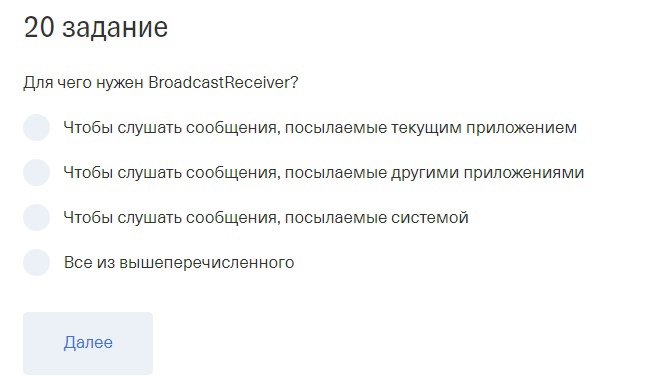 20 задание
Для чего нужен BroadcastReceiver?
Чтобы слушать сообщения, посылаемые текущим приложением
Чтобы слушать сообщения, посылаемые другими приложениями
Чтобы слушать сообщения, посылаемые системой
Все из вышеперечисленного
Далее